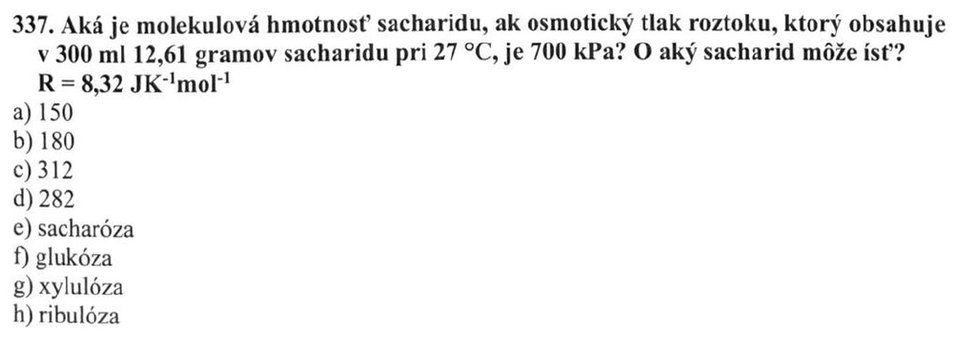 337. Aká je molekulová hmotnosť sacharidu, ak osmotický tlak roztoku, ktorý obsahuje
v 300 ml 12,61 gramov sacharidu pri 27 °C, je 700 kPa? O aký sacharid môže ísť?
R = 8,32 JK⁻¹mol⁻¹
a) 150
b) 180
c) 312
d) 282
e) sacharóza
f) glukóza
g) xylulóza
h) ribulóza